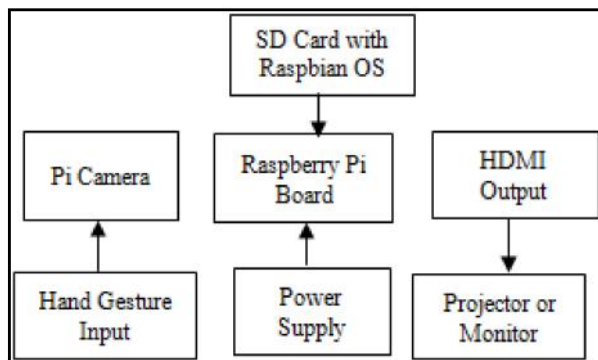 SD Card with
Raspbian OS
Pi Camera
Raspberry Pi
Board
HDMI
Output
Hand Gesture
Input
Power
Supply
Projector or
Monitor